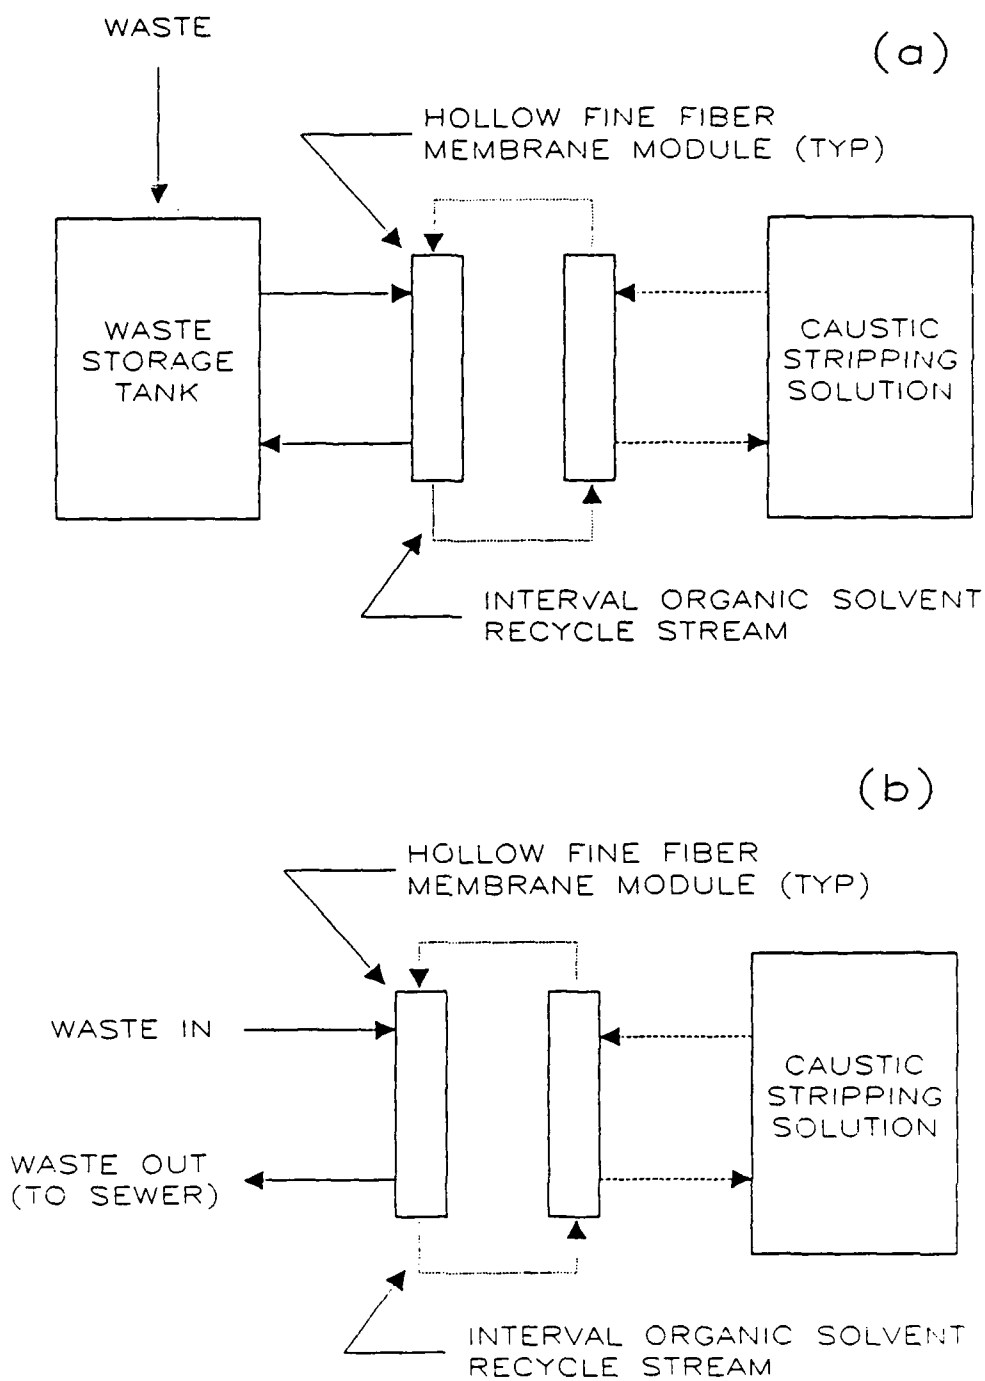 WASTE
(a)
HOLLOW FINE FIBER
MEMBRANE MODULE (TYP)
WASTE
STORAGE
TANK
CAUSTIC
STRIPPING
SOLUTION
INTERVAL ORGANIC SOLVENT
RECYCLE STREAM
(b)
HOLLOW FINE FIBER
MEMBRANE MODULE (TYP)
WASTE IN
CAUSTIC
STRIPPING
SOLUTION
WASTE OUT
(TO SEWER)
INTERVAL ORGANIC SOLVENT
RECYCLE STREAM